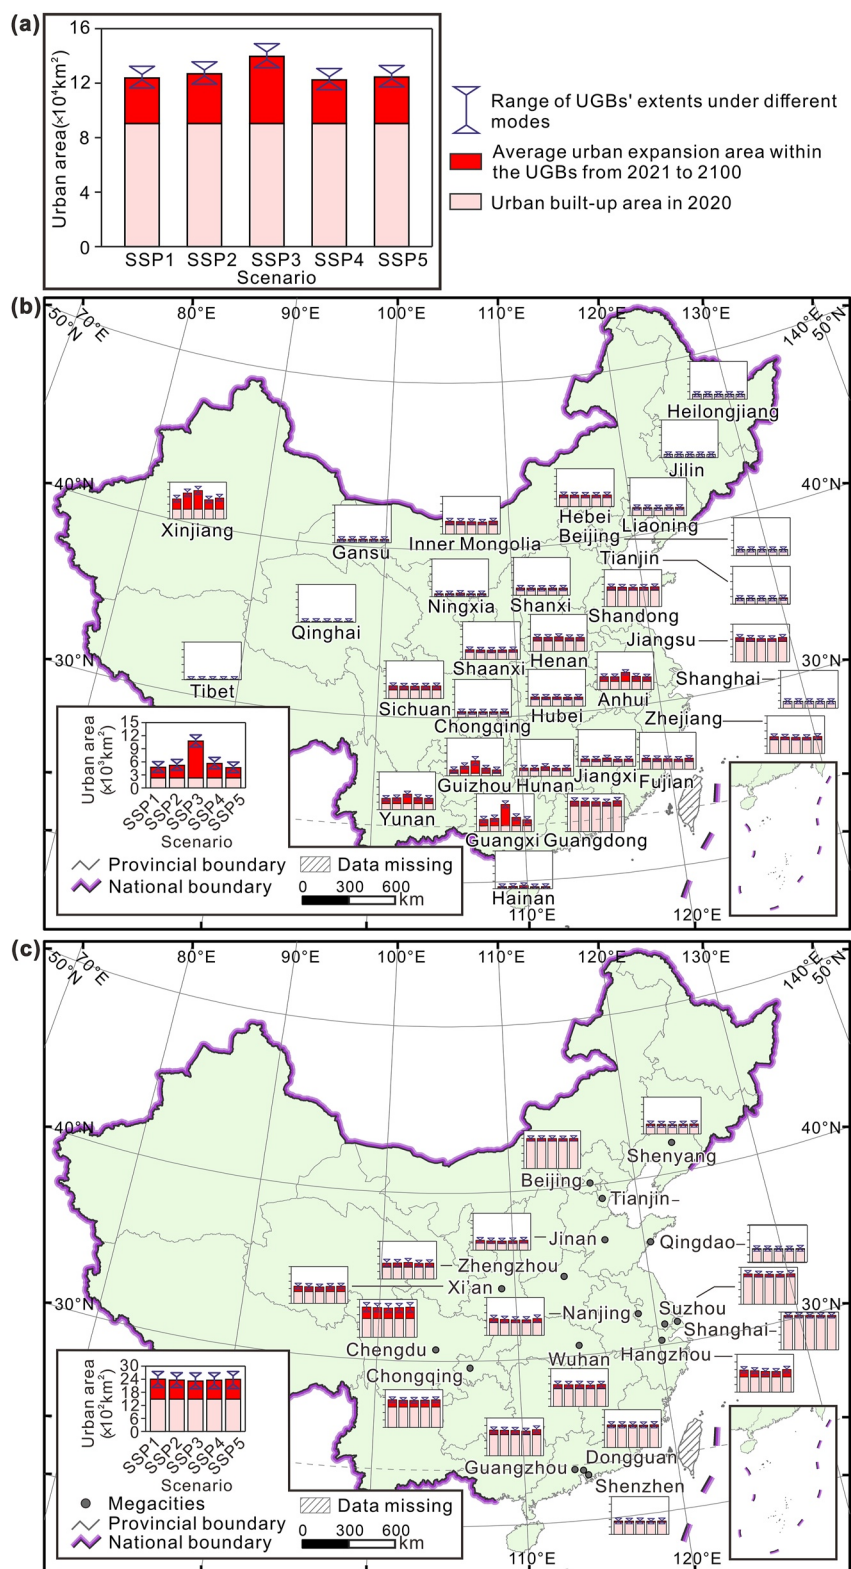 (a)
16
12
8
4
0
Urban area(×10⁴km²)
SSP1 SSP2 SSP3 SSP4 SSP5
Scenario
Range of UGBs' extents under different
modes
Average urban expansion area within
the UGBs from 2021 to 2100
Urban built-up area in 2020
(b)
50°N
70°E
80°E
90°E
100°E
110°E
120°E
130°E
140°E
50°N
Heilongjiang
Jilin
40°N
40°N
Xinjiang
Gansu
Inner Mongolia
Hebei
Liaoning
Beijing
Tianjin
Ningxia
Shanxi
Shandong
Qinghai
Jiangsu
Shaanxi
Henan
30°N
30°N
Tibet
Sichuan
Anhui
Shanghai
Chongqing
Hubei
Zhejiang
Guizhou
Hunan
Jiangxi
Fujian
Yunan
Guangxi
Guangdong
Hainan
110°E
120°E
15
12
9
6
3
0
Urban area
(×10³km²)
SSP1
SSP2
SSP3
SSP4
SSP5
Scenario
Provincial boundary
Data missing
National boundary
0 300 600
km
(c)
50°N
70°E
80°E
90°E
100°E
110°E
120°E
130°E
140°E
50°N
40°N
40°N
Shenyang
Beijing
Tianjin
Jinan
Qingdao
Zhengzhou
Xi'an
30°N
30°N
Nanjing
Suzhou
Shanghai
Chengdu
Wuhan
Hangzhou
Chongqing
Guangzhou
Dongguan
Shenzhen
110°E
120°E
30
24
18
12
6
0
Urban area
(×10²km²)
SSP1
SSP2
SSP3
SSP4
SSP5
Scenario
Megacities
Data missing
Provincial boundary
National boundary
0 300 600
km